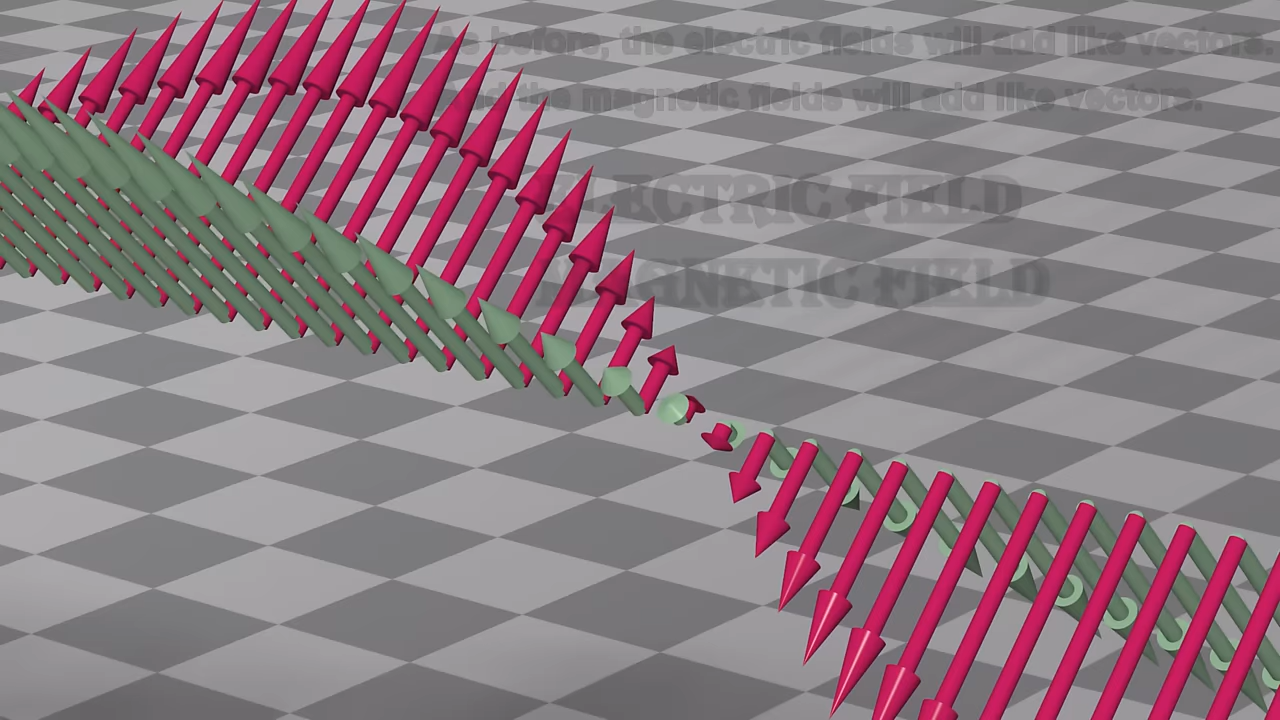 As before, the electric fields will add like vectors.
And the magnetic fields will add like vectors.
ELECTRIC FIELD
MAGNETIC FIELD